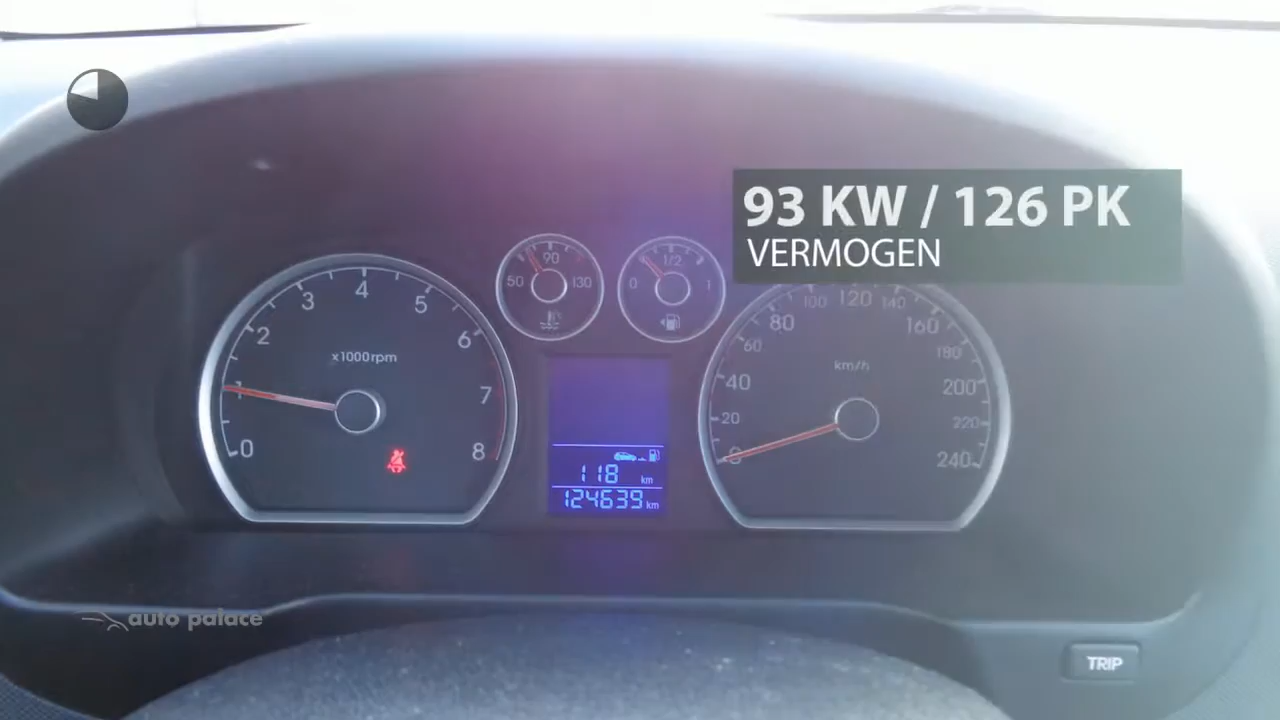 93 KW / 126 PK
VERMOGEN
50 90 130
0 1/2 1
0 1 2 3 4 5 6 7 8
x1000rpm
0 20 40 60 80 100 120 140 160 180 200 220 240
km/h
118 km
124639 km
auto palace
TRIP